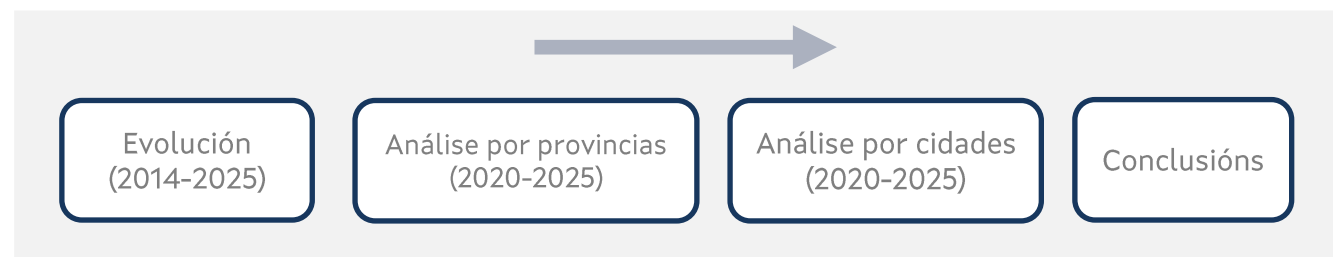 Evolución
(2014-2025)
Análise por provincias
(2020-2025)
Análise por cidades
(2020-2025)
Conclusións